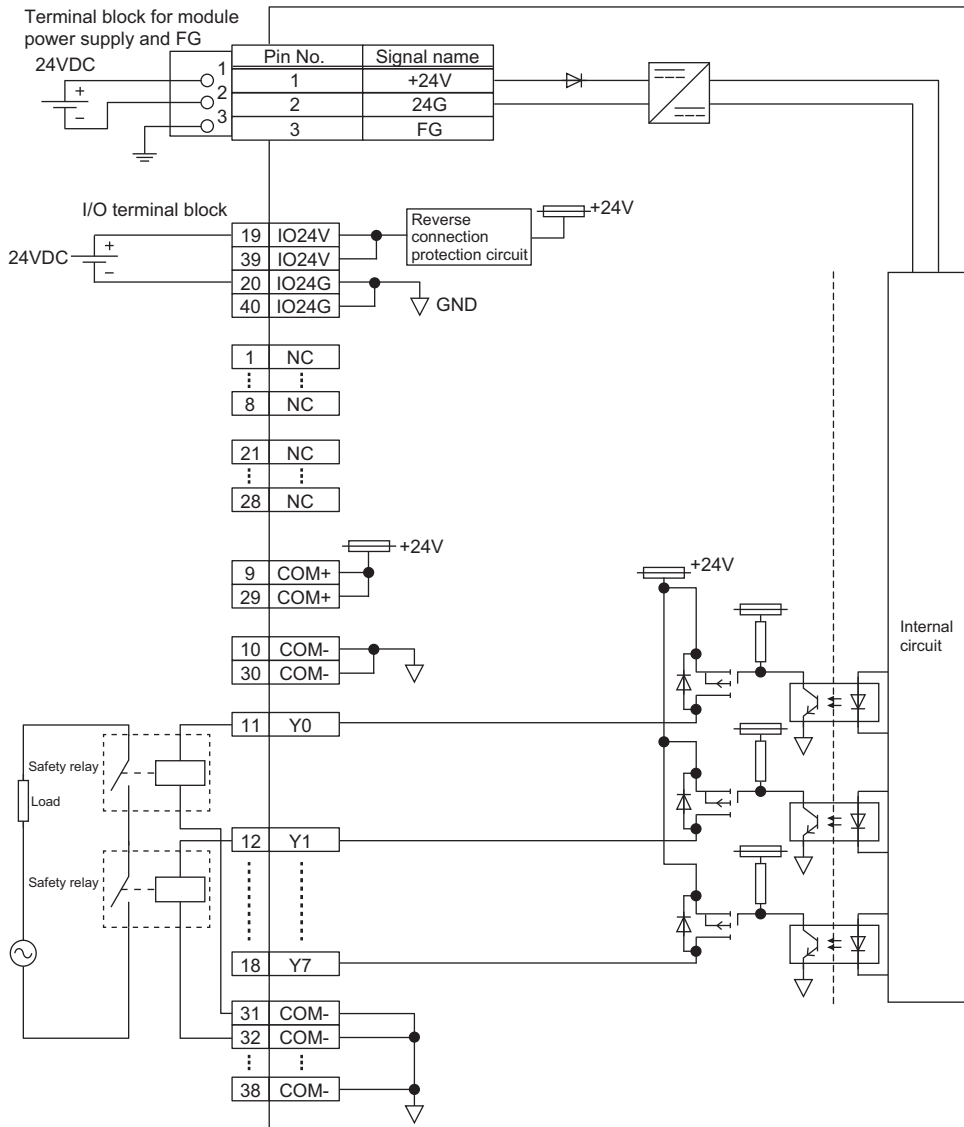 Terminal block for module
power supply and FG
24VDC
+
−
1
2
3
Pin No. Signal name
1 +24V
2 24G
3 FG
I/O terminal block
24VDC
+
−
19 IO24V
39 IO24V
20 IO24G
40 IO24G
Reverse
connection
protection circuit
+24V
GND
1 NC
8 NC
21 NC
28 NC
+24V
9 COM+
29 COM+
10 COM-
30 COM-
+24V
Internal
circuit
11 Y0
Safety relay
Load
12 Y1
Safety relay
18 Y7
31 COM-
32 COM-
38 COM-